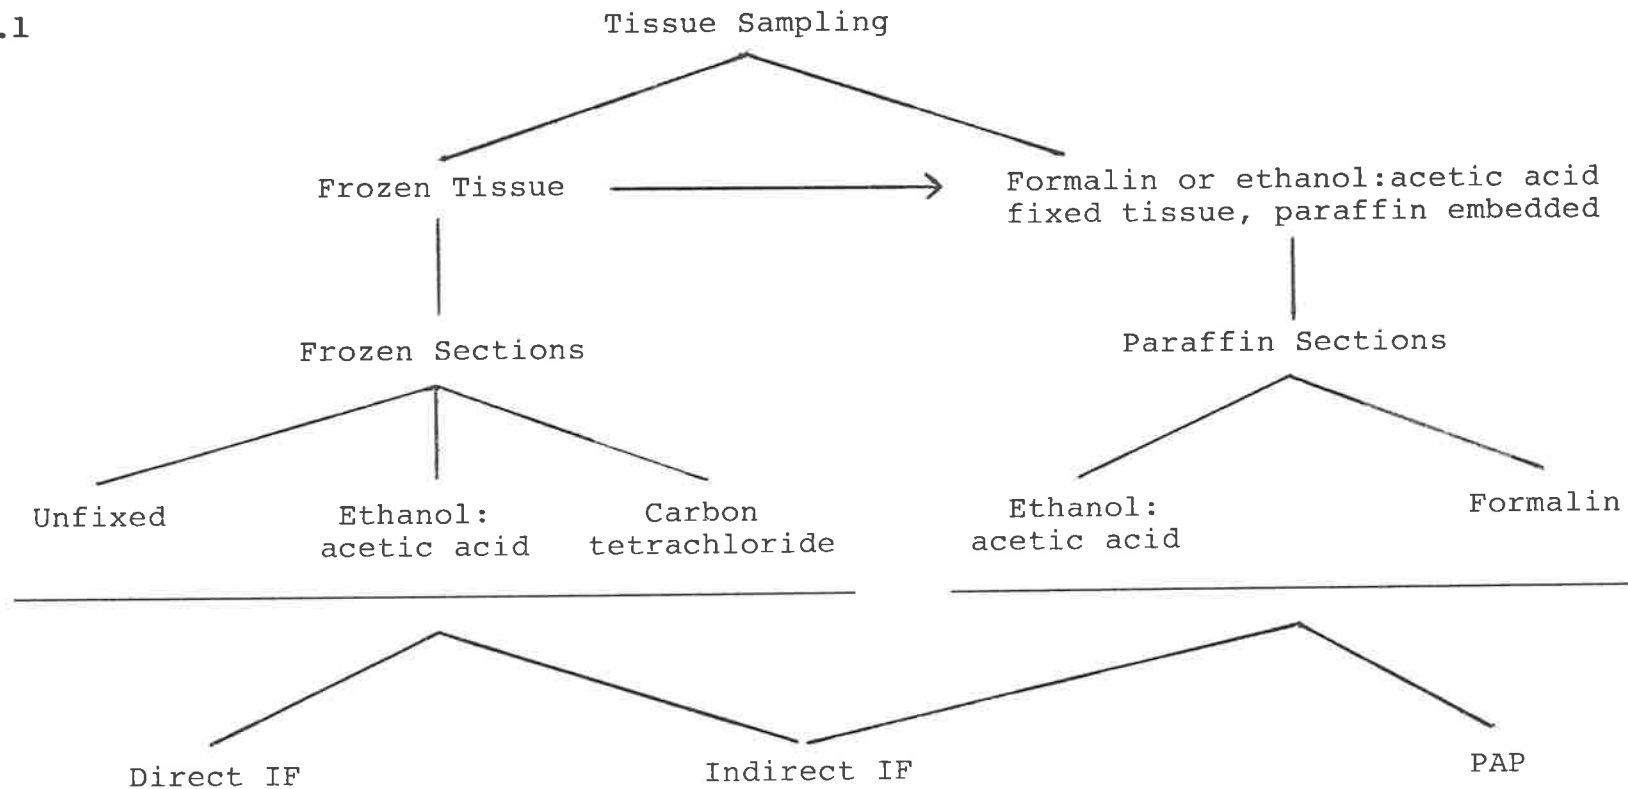 .1
Tissue Sampling
Frozen Tissue
Formalin or ethanol:acetic acid
fixed tissue, paraffin embedded
Frozen Sections
Paraffin Sections
Unfixed
Ethanol:
acetic acid
Carbon
tetrachloride
Ethanol:
acetic acid
Formalin
Direct IF
Indirect IF
PAP